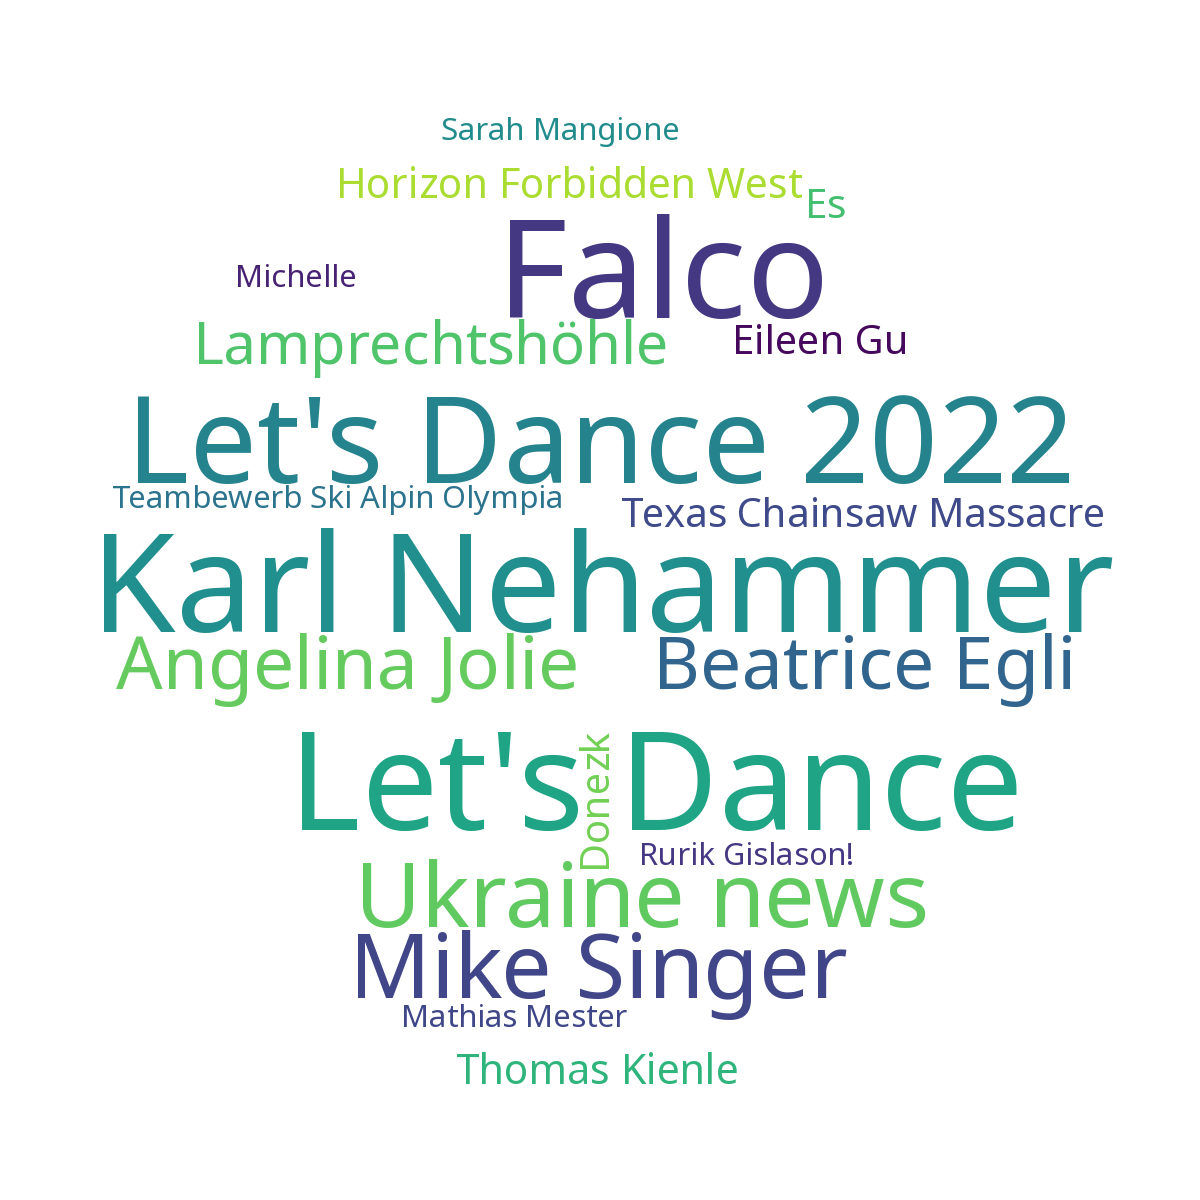 Sarah Mangione
Horizon Forbidden West
Es
Falco
Michelle
Lamprechtshöhle
Eileen Gu
Let's Dance 2022
Teambewerb Ski Alpin Olympia
Texas Chainsaw Massacre
Karl Nehammer
Angelina Jolie
Beatrice Egli
Let's Dance
Donezk
Rurik Gislason!
Ukraine news
Mike Singer
Mathias Mester
Thomas Kienle